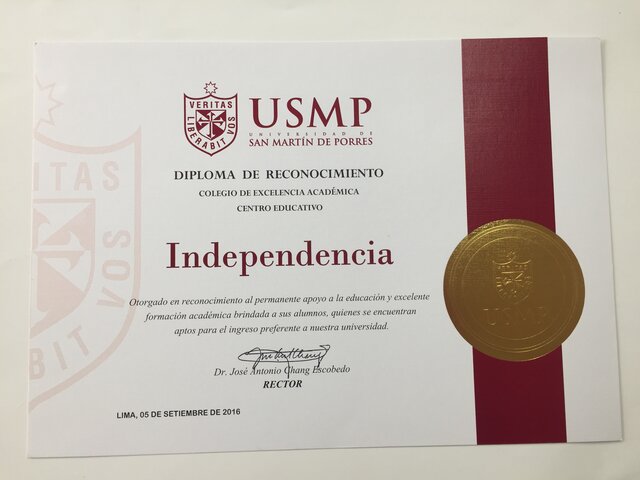 VERITAS
LIBERABIT VOS
USMP
UNIVERSIDAD DE
SAN MARTÍN DE PORRES
DIPLOMA DE RECONOCIMIENTO
COLEGIO DE EXCELENCIA ACADÉMICA
CENTRO EDUCATIVO
Independencia
Otorgado en reconocimiento al permanente apoyo a la educación y excelente
formación académica brindada a sus alumnos, quienes se encuentran
aptos para el ingreso preferente a nuestra universidad.
Dr. José Antonio Chang Escobedo
RECTOR
LIMA, 05 DE SETIEMBRE DE 2016
USMP
ITAS
BIT VOS